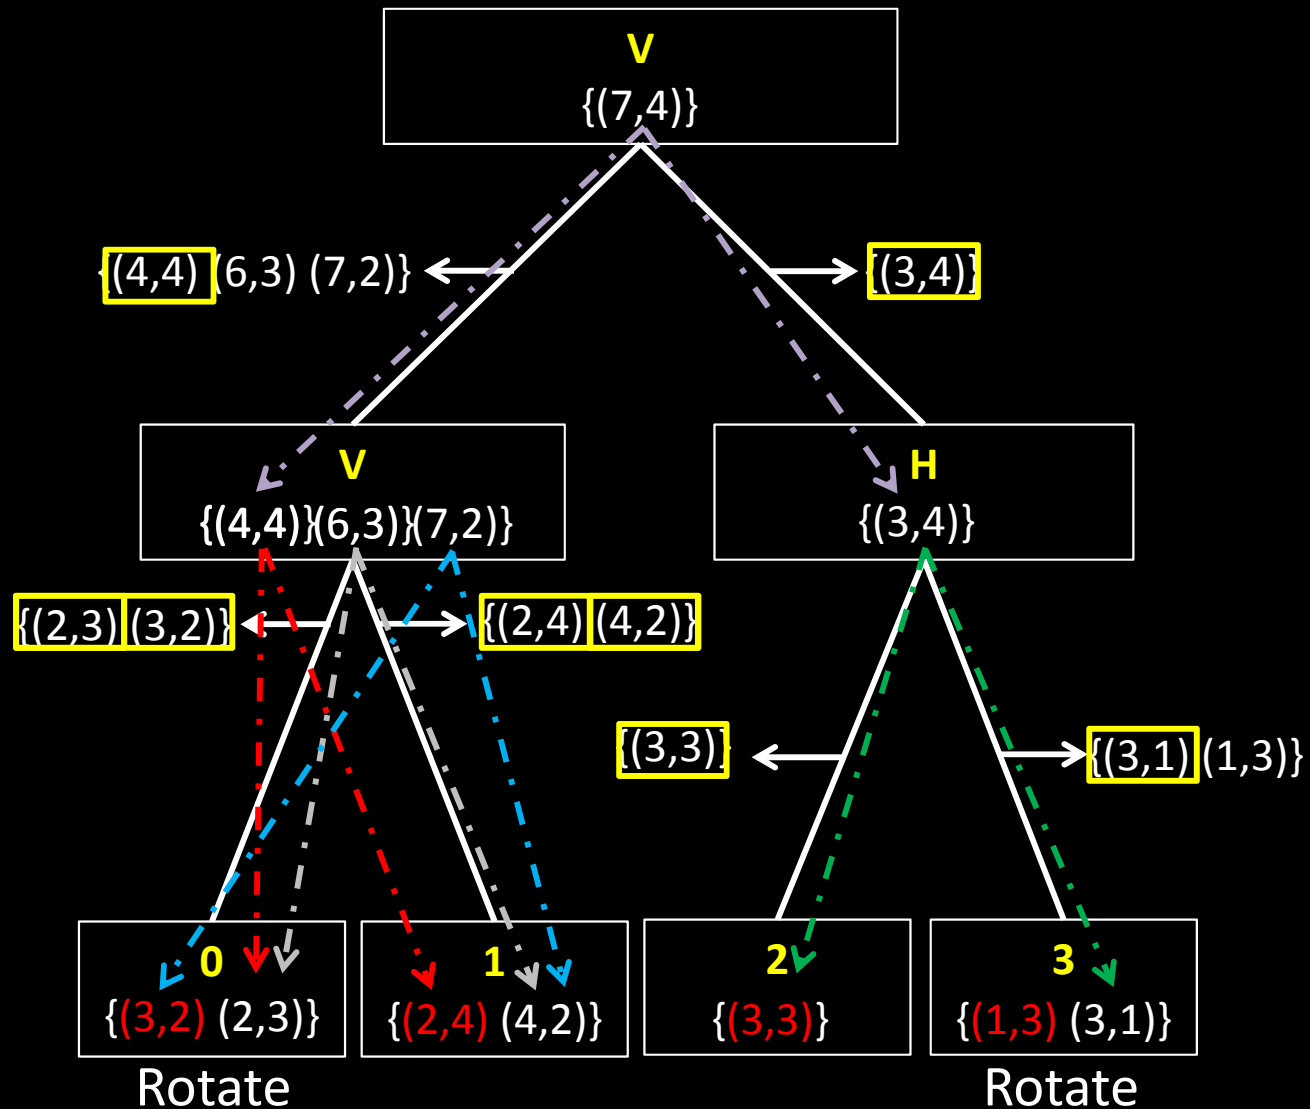 V
{(7,4)}
{(4,4) (6,3) (7,2)}
{(3,4)}
V
{(4,4)}(6,3)}(7,2)}
H
{(3,4)}
{(2,3) (3,2)}
{(2,4) (4,2)}
{(3,3)}
{(3,1) (1,3)}
0
{(3,2) (2,3)}
1
{(2,4) (4,2)}
2
{(3,3)}
3
{(1,3) (3,1)}
Rotate
Rotate